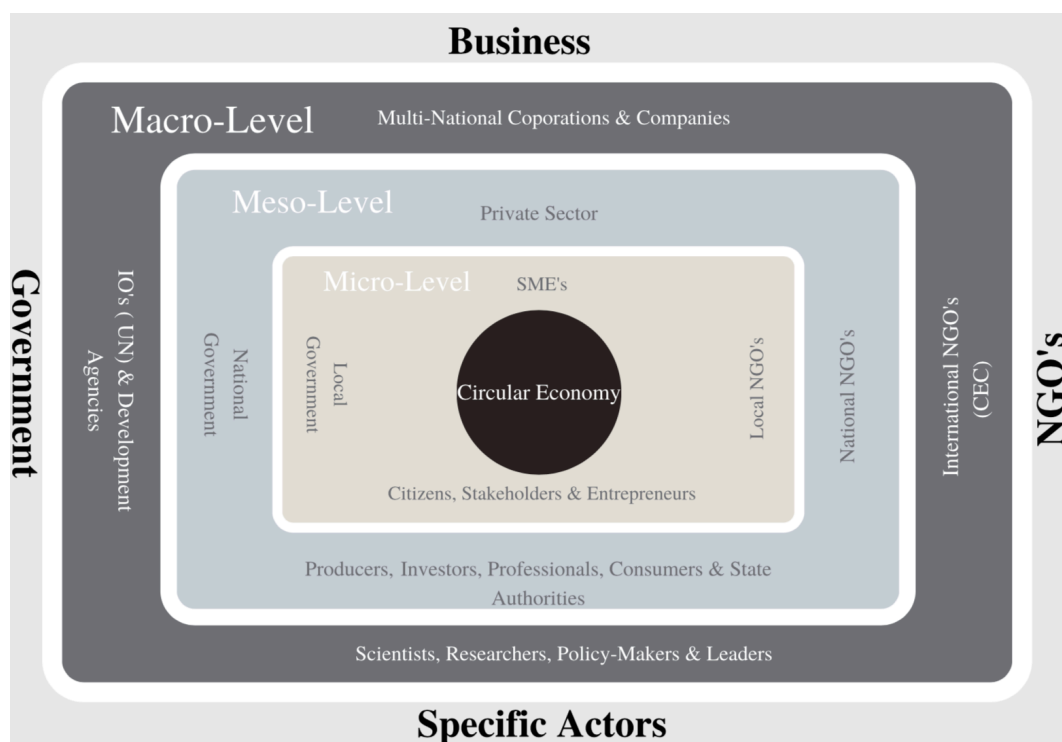 Business
Macro-Level
Multi-National Coporations & Companies
Meso-Level
Private Sector
Micro-Level
SME's
Government
IO's ( UN) & Development
Agencies
National
Government
Local
Government
Circular Economy
Local NGO's
National NGO's
International NGO's
(CEC)
NGO's
Citizens, Stakeholders & Entrepreneurs
Producers, Investors, Professionals, Consumers & State
Authorities
Scientists, Researchers, Policy-Makers & Leaders
Specific Actors